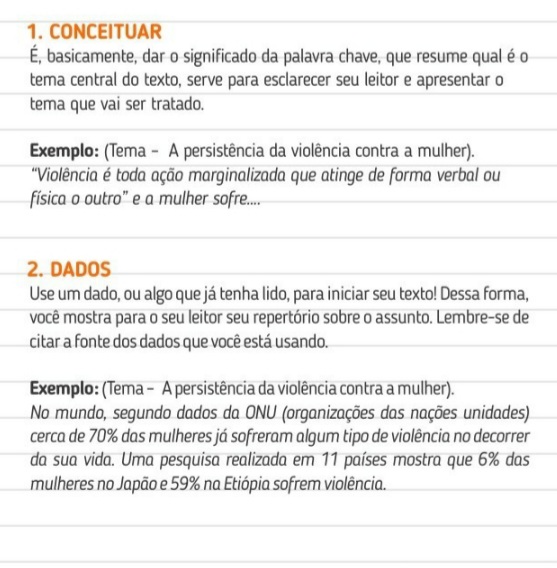 1. CONCEITUAR
É, basicamente, dar o significado da palavra chave, que resume qual é o
tema central do texto, serve para esclarecer seu leitor e apresentar o
tema que vai ser tratado.
Exemplo: (Tema - A persistência da violência contra a mulher).
"Violência é toda ação marginalizada que atinge de forma verbal ou
física o outro" e a mulher sofre....
2. DADOS
Use um dado, ou algo que já tenha lido, para iniciar seu texto! Dessa forma,
você mostra para o seu leitor seu repertório sobre o assunto. Lembre-se de
citar a fonte dos dados que você está usando.
Exemplo: (Tema - A persistência da violência contra a mulher).
No mundo, segundo dados da ONU (organizações das nações unidades)
cerca de 70% das mulheres já sofreram algum tipo de violência no decorrer
da sua vida. Uma pesquisa realizada em 11 países mostra que 6% das
mulheres no Japão e 59% na Etiópia sofrem violência.